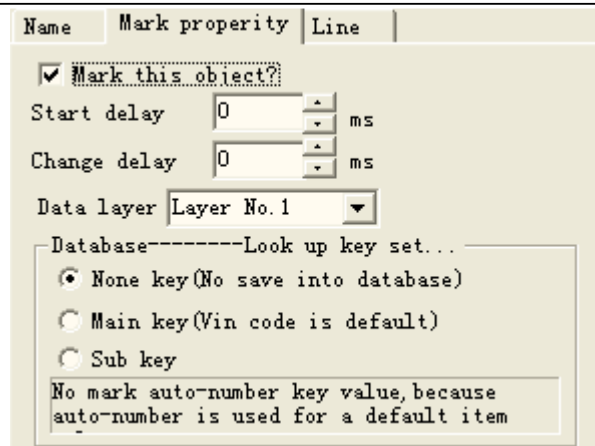 Name Mark properity Line
Mark this object?
Start delay 0 ms
Change delay 0 ms
Data layer Layer No.1
Database--------Look up key set...
None key(No save into database)
Main key(Vin code is default)
Sub key
No mark auto-number key value,because
auto-number is used for a default item